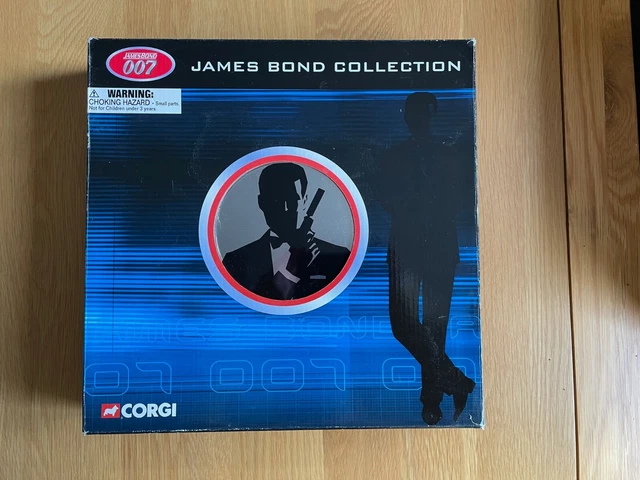 JAMES BOND
007
JAMES BOND COLLECTION
WARNING:
CHOKING HAZARD - Small parts.
Not for Children under 3 years.
007 007
CORGI